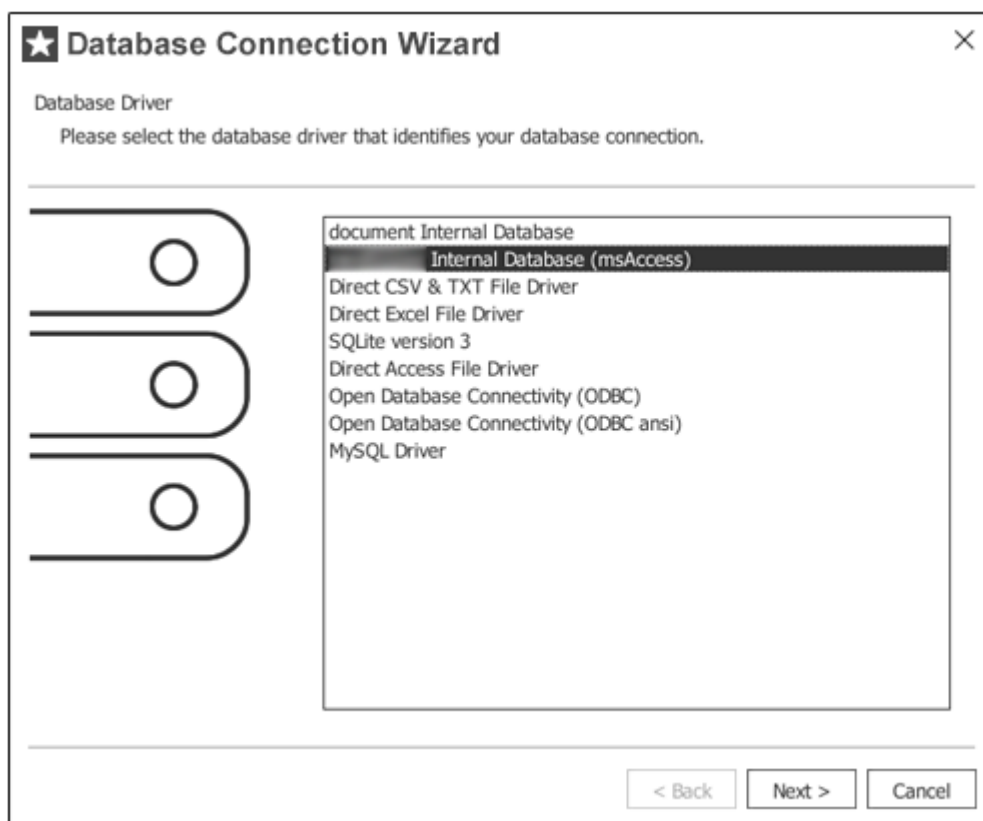 Database Connection Wizard
Database Driver
Please select the database driver that identifies your database connection.
document Internal Database
Internal Database (msAccess)
Direct CSV & TXT File Driver
Direct Excel File Driver
SQLite version 3
Direct Access File Driver
Open Database Connectivity (ODBC)
Open Database Connectivity (ODBC ansi)
MySQL Driver
< Back
Next >
Cancel